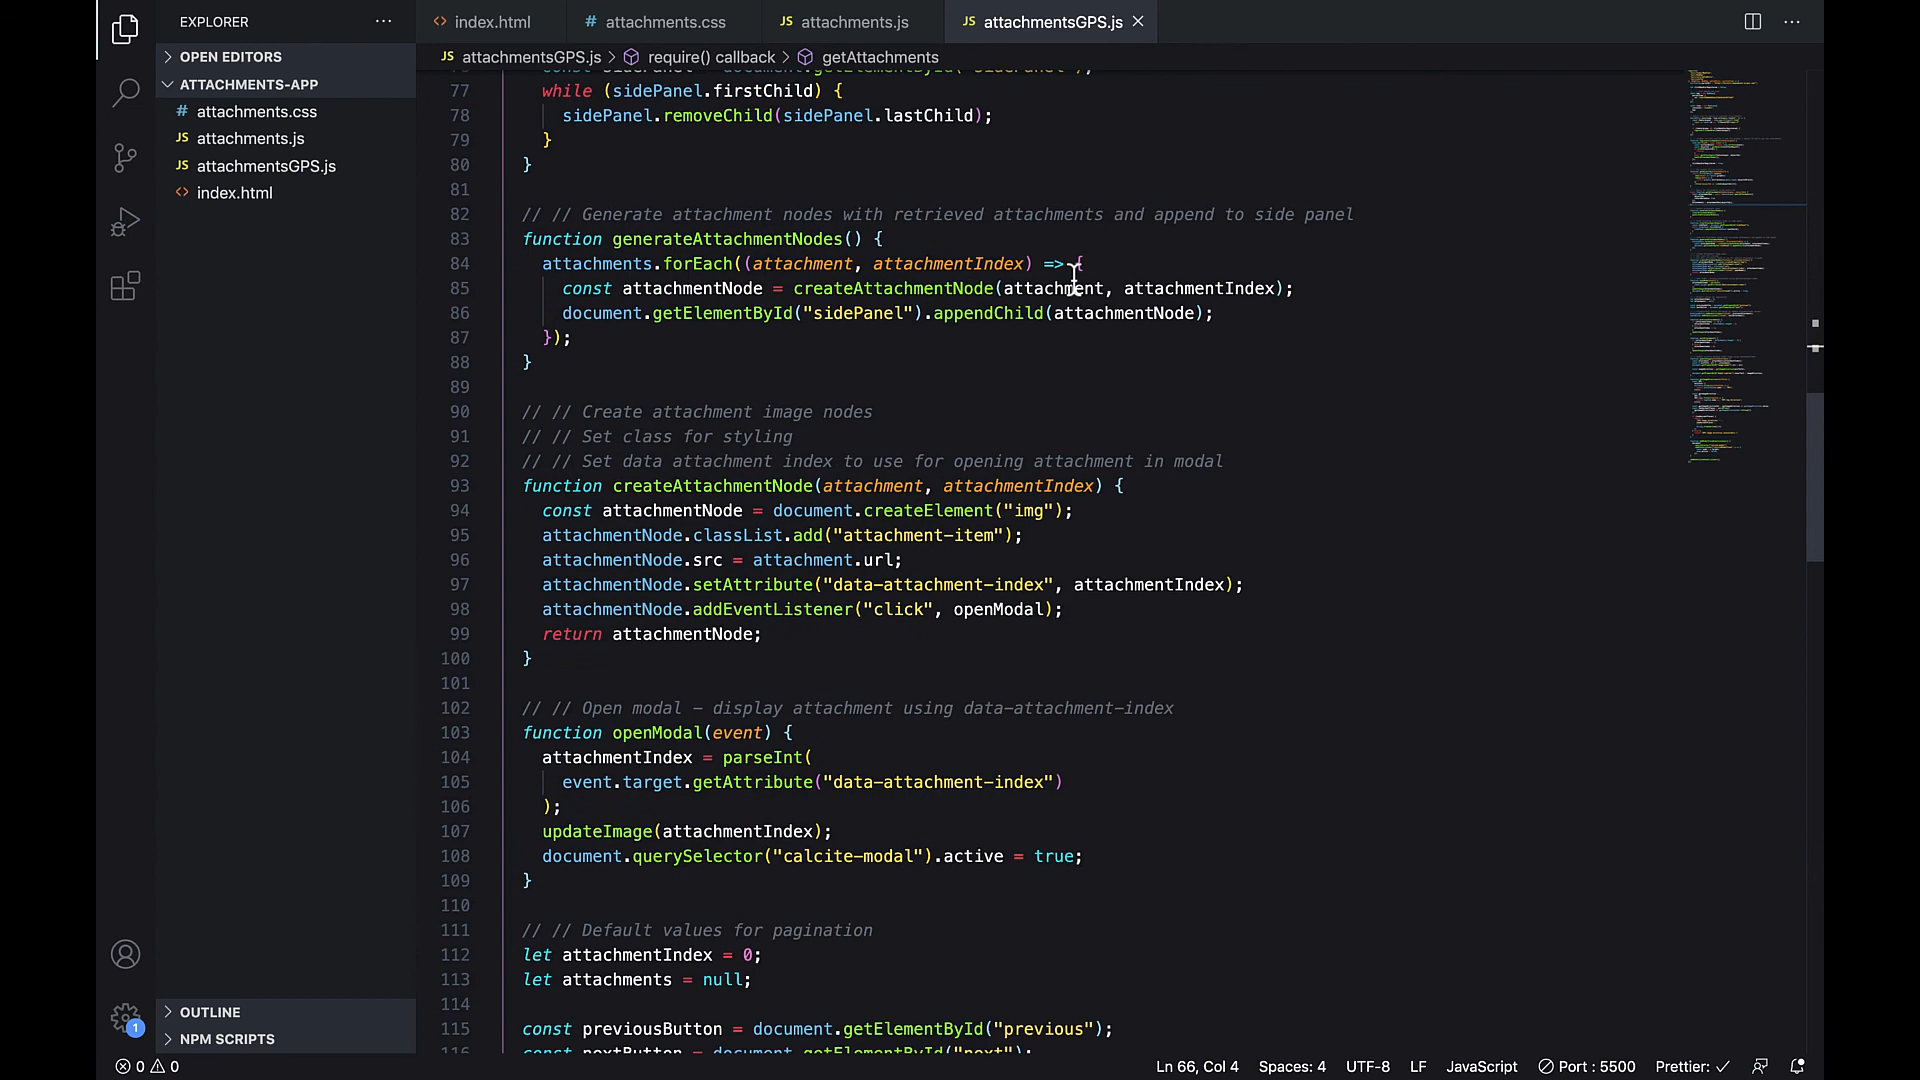 EXPLORER
OPEN EDITORS
ATTACHMENTS-APP
# attachments.css
JS attachments.js
JS attachmentsGPS.js
<> index.html
OUTLINE
NPM SCRIPTS
1
<> index.html
# attachments.css
JS attachments.js
JS attachmentsGPS.js
JS attachmentsGPS.js > require() callback > getAttachments
77 while (sidePanel.firstChild) {
78 sidePanel.removeChild(sidePanel.lastChild);
79 }
80 }
81
82 // // Generate attachment nodes with retrieved attachments and append to side panel
83 function generateAttachmentNodes() {
84 attachments.forEach((attachment, attachmentIndex) => {
85 const attachmentNode = createAttachmentNode(attachment, attachmentIndex);
86 document.getElementById("sidePanel").appendChild(attachmentNode);
87 });
88 }
89
90 // // Create attachment image nodes
91 // // Set class for styling
92 // // Set data attachment index to use for opening attachment in modal
93 function createAttachmentNode(attachment, attachmentIndex) {
94 const attachmentNode = document.createElement("img");
95 attachmentNode.classList.add("attachment-item");
96 attachmentNode.src = attachment.url;
97 attachmentNode.setAttribute("data-attachment-index", attachmentIndex);
98 attachmentNode.addEventListener("click", openModal);
99 return attachmentNode;
100 }
101
102 // // Open modal - display attachment using data-attachment-index
103 function openModal(event) {
104 attachmentIndex = parseInt(
105 event.target.getAttribute("data-attachment-index")
106 );
107 updateImage(attachmentIndex);
108 document.querySelector("calcite-modal").active = true;
109 }
110
111 // // Default values for pagination
112 let attachmentIndex = 0;
113 let attachments = null;
114
115 const previousButton = document.getElementById("previous");
0 0
Ln 66, Col 4
Spaces: 4
UTF-8
LF
JavaScript
Port : 5500
Prettier: